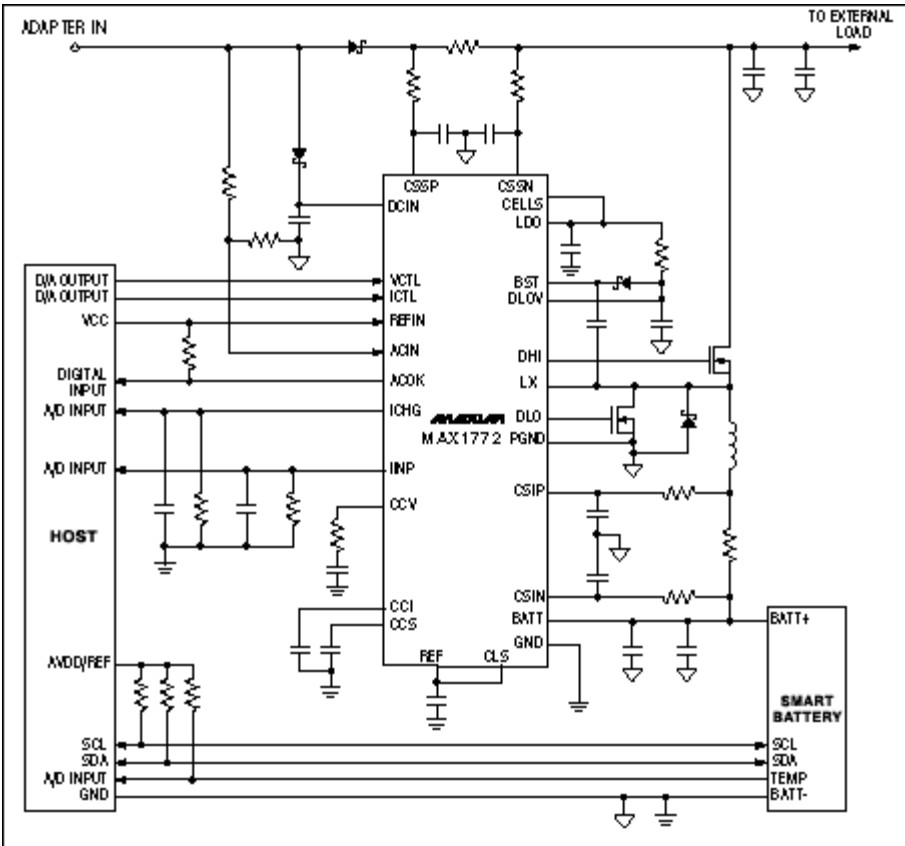 ADAPTER IN
TO EXTERNAL
LOAD
CSSP
CSSN
DCIN
CELLS
LDO
D/A OUTPUT
VCTL
BST
D/A OUTPUT
ICTL
DLOV
VCC
REFIN
ACIN
DHI
DIGITAL
INPUT
ACOK
LX
A/D INPUT
ICHG
MAXIM
MAX1772
DLO
PGND
A/D INPUT
IINP
CSIP
CCV
HOST
CSIN
CCI
BATT
BATT+
CCS
GND
AVDD/REF
REF
CLS
SMART
BATTERY
SCL
SCL
SDA
SDA
A/D INPUT
TEMP
GND
BATT-